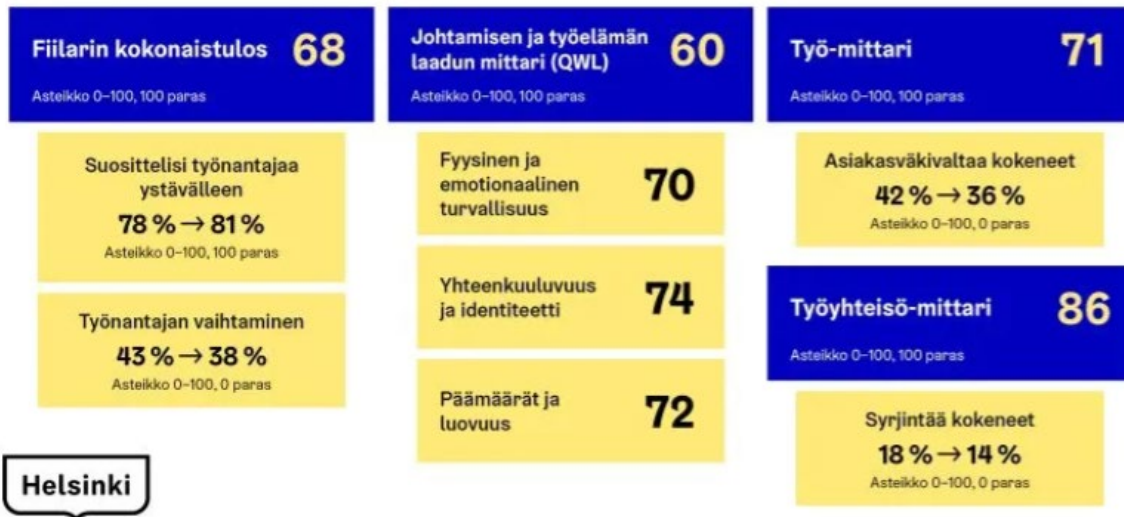 Fiilarin kokonaistulos 68
Asteikko 0–100, 100 paras
Suosittelisi työnantajaa
ystävälleen
78 % → 81 %
Asteikko 0–100, 100 paras
Työnantajan vaihtaminen
43 % → 38 %
Asteikko 0–100, 0 paras
Johtamisen ja työelämän
laadun mittari (QWL) 60
Asteikko 0–100, 100 paras
Fyysinen ja
emotionaalinen
turvallisuus 70
Yhteenkuuluvuus
ja identiteetti 74
Päämäärät ja
luovuus 72
Työ-mittari 71
Asteikko 0–100, 100 paras
Asiakasväkivaltaa kokeneet
42 % → 36 %
Asteikko 0–100, 0 paras
Työyhteisö-mittari 86
Asteikko 0–100, 100 paras
Syrjintää kokeneet
18 % → 14 %
Asteikko 0–100, 0 paras
Helsinki